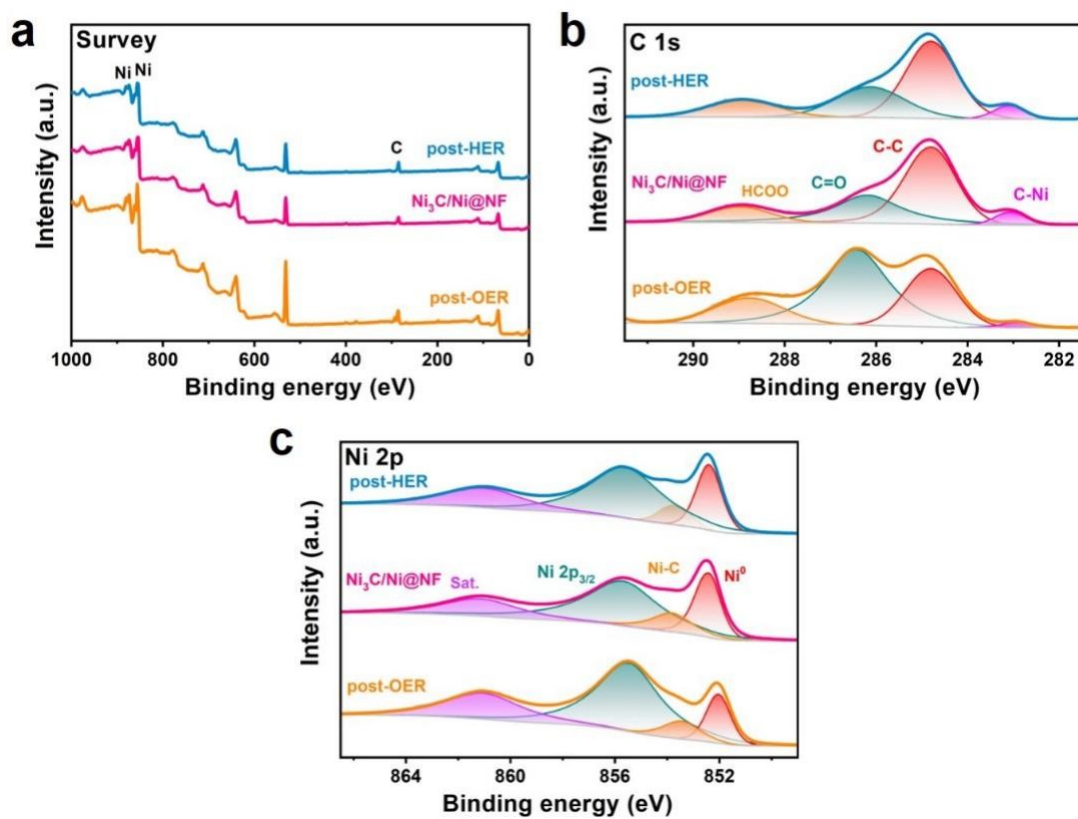 a
Survey
Ni Ni
C
post-HER
Ni₃C/Ni@NF
post-OER
Intensity (a.u.)
1000 800 600 400 200 0
Binding energy (eV)
b
C 1s
post-HER
C-C
Ni₃C/Ni@NF HCOO C=O C-Ni
post-OER
Intensity (a.u.)
290 288 286 284 282
Binding energy (eV)
c
Ni 2p
post-HER
Ni₃C/Ni@NF Sat. Ni 2p₃/₂ Ni-C Ni⁰
post-OER
Intensity (a.u.)
864 860 856 852
Binding energy (eV)